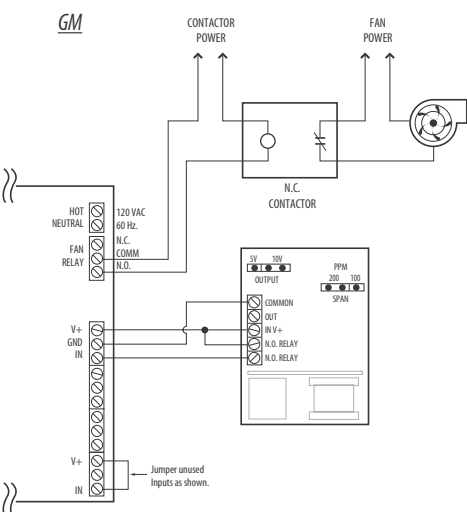 GM
CONTACTOR
POWER
FAN
POWER
N.C.
CONTACTOR
HOT
NEUTRAL
120 VAC
60 Hz.
FAN
RELAY
N.C.
COMM
N.O.
5V 10V
OUTPUT
PPM
200 100
SPAN
COMMON
OUT
IN V+
N.O. RELAY
N.O. RELAY
V+
GND
IN
V+
IN
Jumper unused
Inputs as shown.